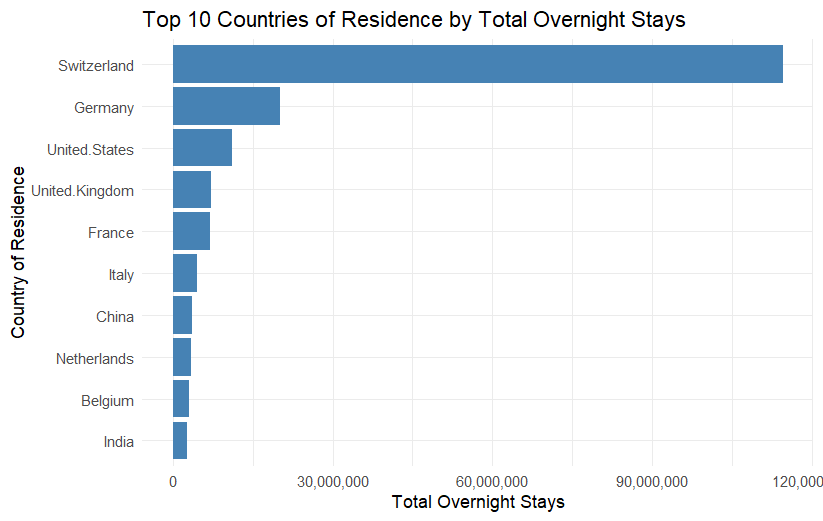 Top 10 Countries of Residence by Total Overnight Stays
Country of Residence
Switzerland
Germany
United.States
United.Kingdom
France
Italy
China
Netherlands
Belgium
India
0 30,000,000 60,000,000 90,000,000 120,000,000
Total Overnight Stays